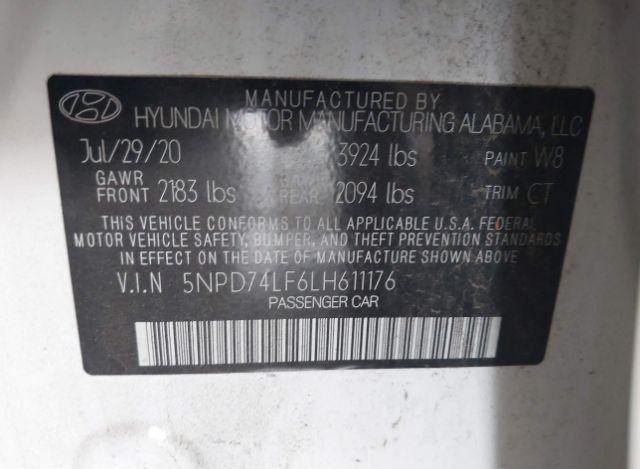 MANUFACTURED BY
HYUNDAI MOTOR MANUFACTURING ALABAMA, LLC
Jul/29/20 3924 lbs PAINT W8
GAWR FRONT 2183 lbs REAR 2094 lbs TRIM CT
THIS VEHICLE CONFORMS TO ALL APPLICABLE U.S.A. FEDERAL
MOTOR VEHICLE SAFETY, BUMPER, AND THEFT PREVENTION STANDARDS
IN EFFECT ON THE DATE OF MANUFACTURE SHOWN ABOVE.
V.I.N 5NPD74LF6LH611176
PASSENGER CAR